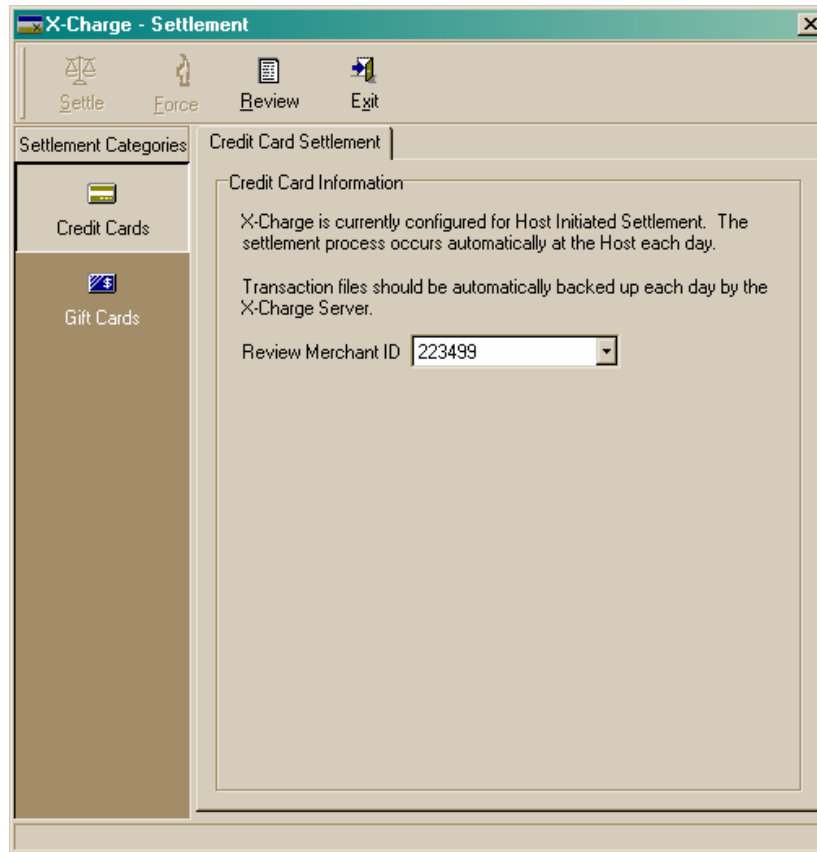 X-Charge - Settlement
Settle Force Review Exit
Settlement Categories
Credit Cards
Gift Cards
Credit Card Settlement
Credit Card Information
X-Charge is currently configured for Host Initiated Settlement. The
settlement process occurs automatically at the Host each day.
Transaction files should be automatically backed up each day by the
X-Charge Server.
Review Merchant ID 223499